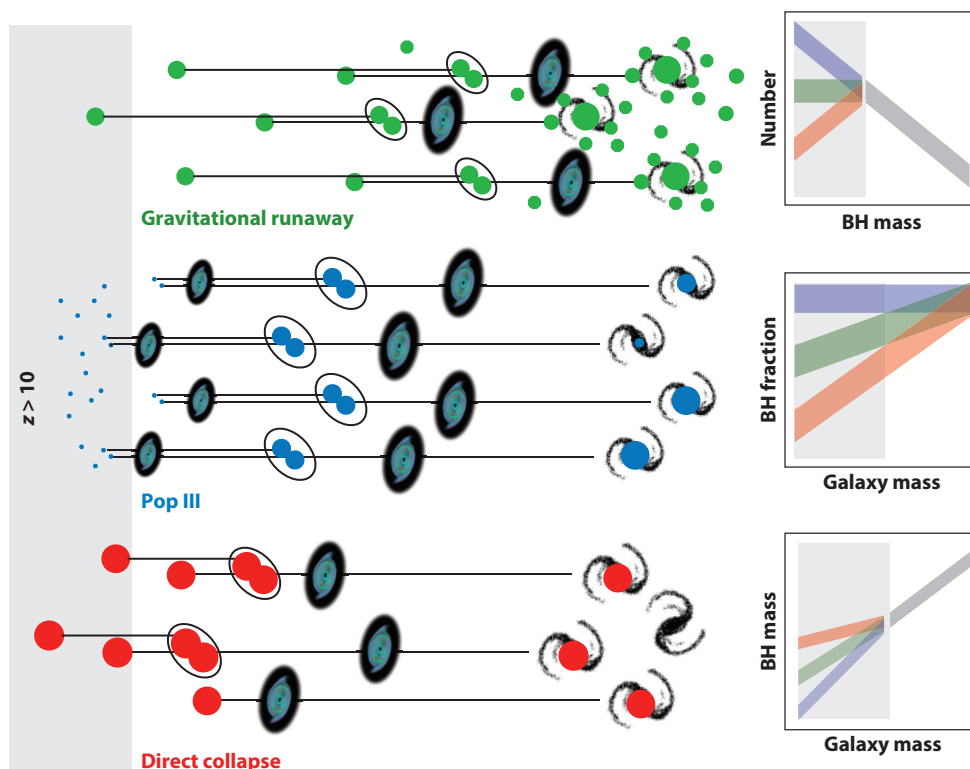 Number
BH mass
Gravitational runaway
BH fraction
Galaxy mass
z > 10
Pop III
BH mass
Galaxy mass
Direct collapse